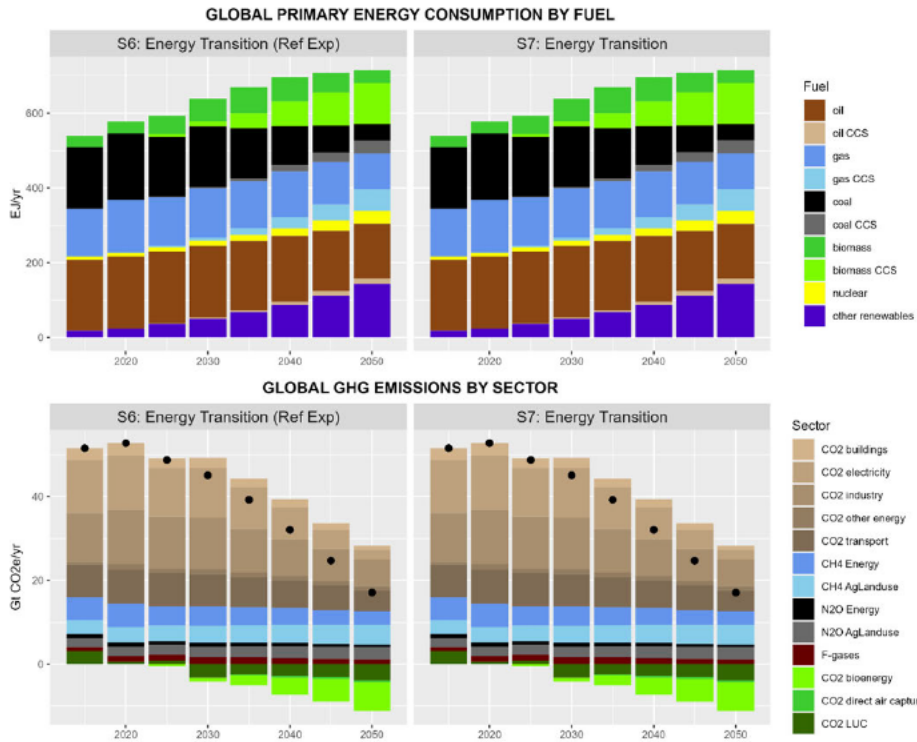 GLOBAL PRIMARY ENERGY CONSUMPTION BY FUEL
S6: Energy Transition (Ref Exp)
S7: Energy Transition
EJ/yr
600
400
200
0
2020
2030
2040
2050
2020
2030
2040
2050
Fuel
oil
oil CCS
gas
gas CCS
coal
coal CCS
biomass
biomass CCS
nuclear
other renewables
GLOBAL GHG EMISSIONS BY SECTOR
S6: Energy Transition (Ref Exp)
S7: Energy Transition
Gt CO2e/yr
40
20
0
2020
2030
2040
2050
2020
2030
2040
2050
Sector
CO2 buildings
CO2 electricity
CO2 industry
CO2 other energy
CO2 transport
CH4 Energy
CH4 AgLanduse
N2O Energy
N2O AgLanduse
F-gases
CO2 bioenergy
CO2 direct air captur
CO2 LUC